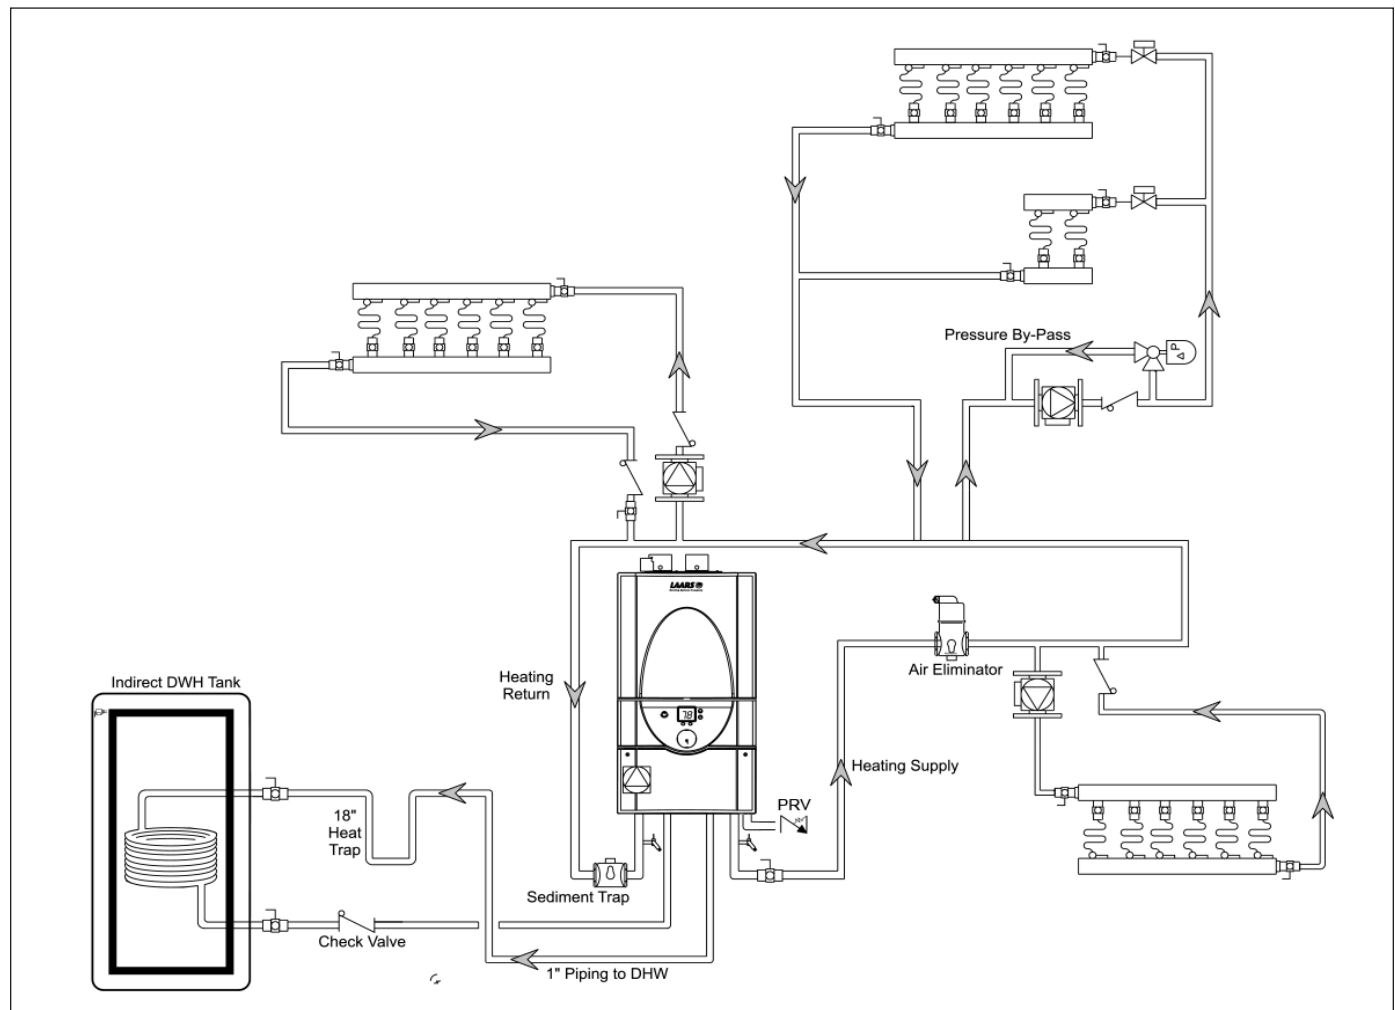 Pressure By-Pass
P
LAARS
Heating
Return
Air Eliminator
Indirect DWH Tank
78
Heating Supply
PRV
18"
Heat
Trap
Sediment Trap
Check Valve
1" Piping to DHW